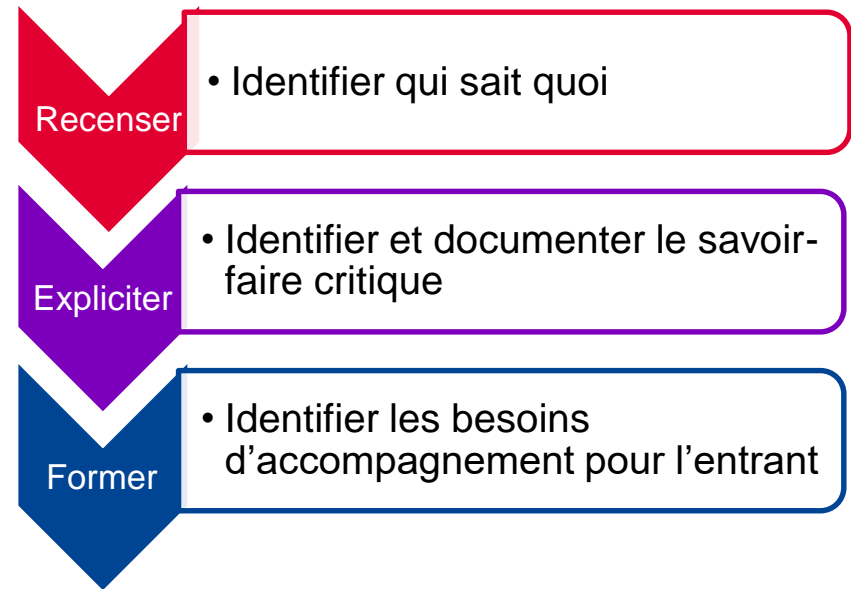 Recenser
• Identifier qui sait quoi
Expliciter
• Identifier et documenter le savoir-
faire critique
Former
• Identifier les besoins
d’accompagnement pour l’entrant